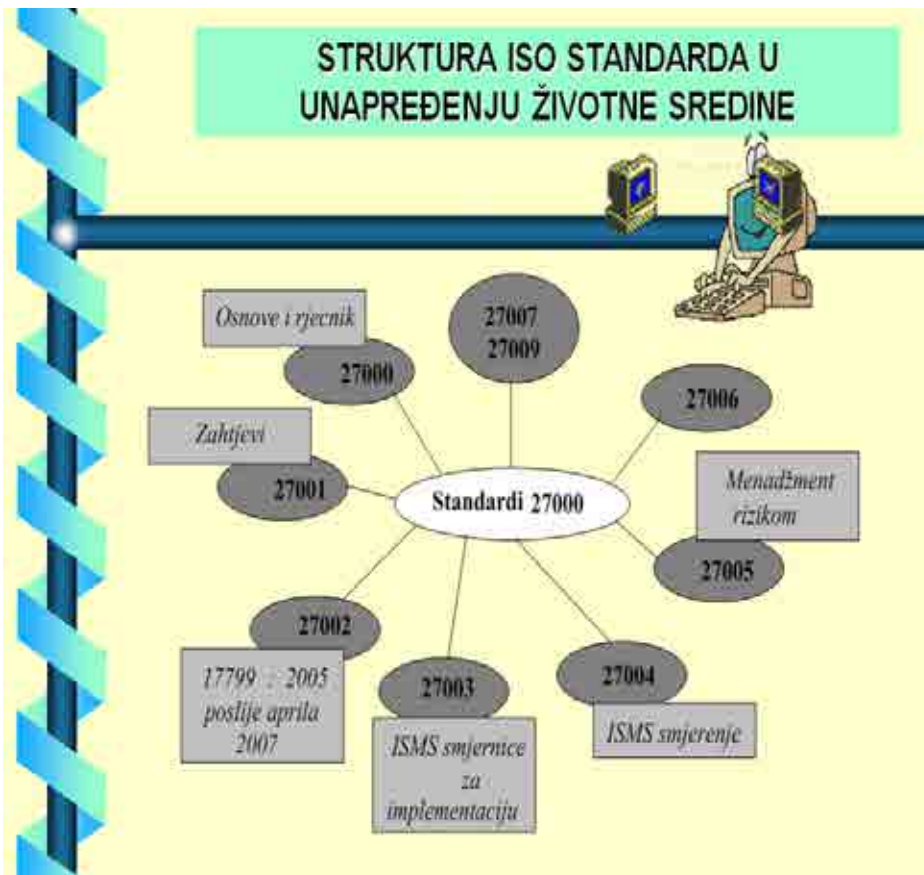 STRUKTURA ISO STANDARDA U
UNAPREĐENJU ŽIVOTNE SREDINE
Osnove i rjecnik
27000
27007
27009
27006
Zahtjevi
27001
Standardi 27000
Menadžment
rizikom
27005
27002
17799 : 2005
poslije aprila
2007
27003
ISMS smjernice
za
implementaciju
27004
ISMS smjerenje